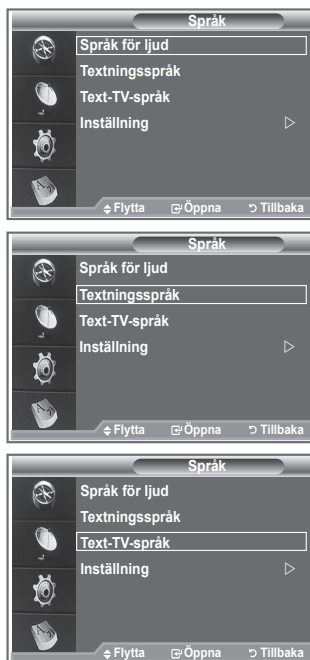 Språk
Språk för ljud
Textningsspråk
Text-TV-språk
Inställning
Flytta Öppna Tillbaka
Språk
Språk för ljud
Textningsspråk
Text-TV-språk
Inställning
Flytta Öppna Tillbaka
Språk
Språk för ljud
Textningsspråk
Text-TV-språk
Inställning
Flytta Öppna Tillbaka